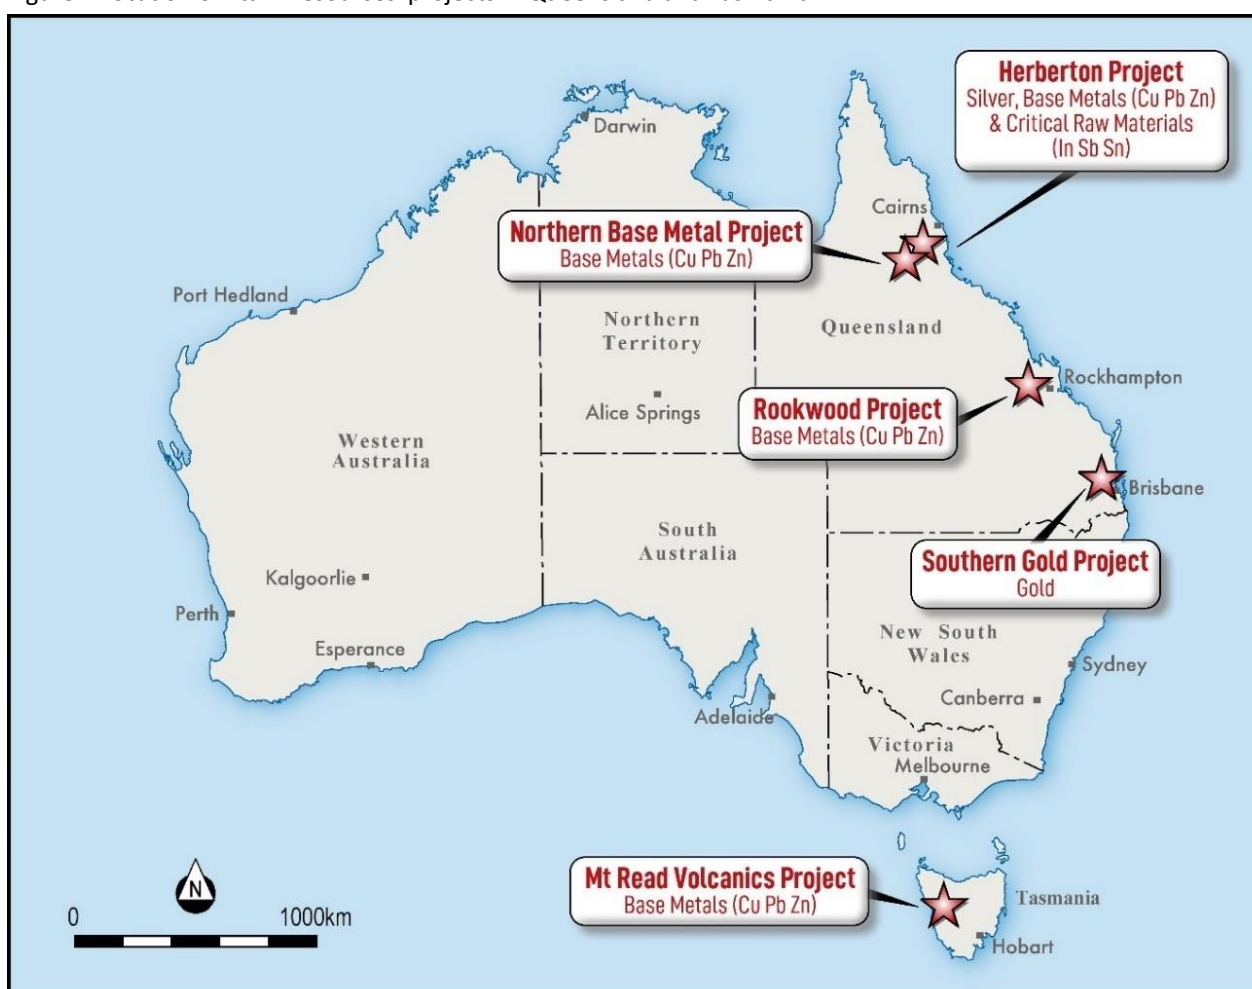 Herberton Project
Silver, Base Metals (Cu Pb Zn)
& Critical Raw Materials
(In Sb Sn)
Darwin
Cairns
Northern Base Metal Project
Base Metals (Cu Pb Zn)
Port Hedland
Northern
Territory
Queensland
Alice Springs
Rockhampton
Rookwood Project
Base Metals (Cu Pb Zn)
Western
Australia
Brisbane
South
Australia
Southern Gold Project
Gold
Kalgoorlie
Perth
Esperance
New South
Wales
Sydney
Canberra
Adelaide
Victoria
Melbourne
Mt Read Volcanics Project
Base Metals (Cu Pb Zn)
Tasmania
Hobart
N
0 1000km